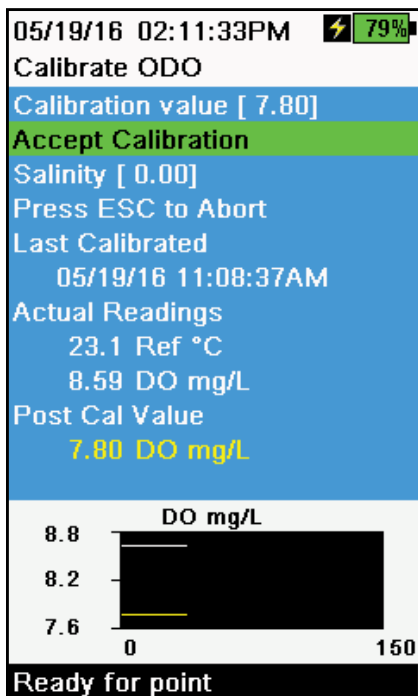 05/19/16 02:11:33PM 79%
Calibrate ODO
Calibration value [ 7.80]
Accept Calibration
Salinity [ 0.00]
Press ESC to Abort
Last Calibrated
05/19/16 11:08:37AM
Actual Readings
23.1 Ref °C
8.59 DO mg/L
Post Cal Value
7.80 DO mg/L
DO mg/L
8.8
8.2
7.6
0 150
Ready for point